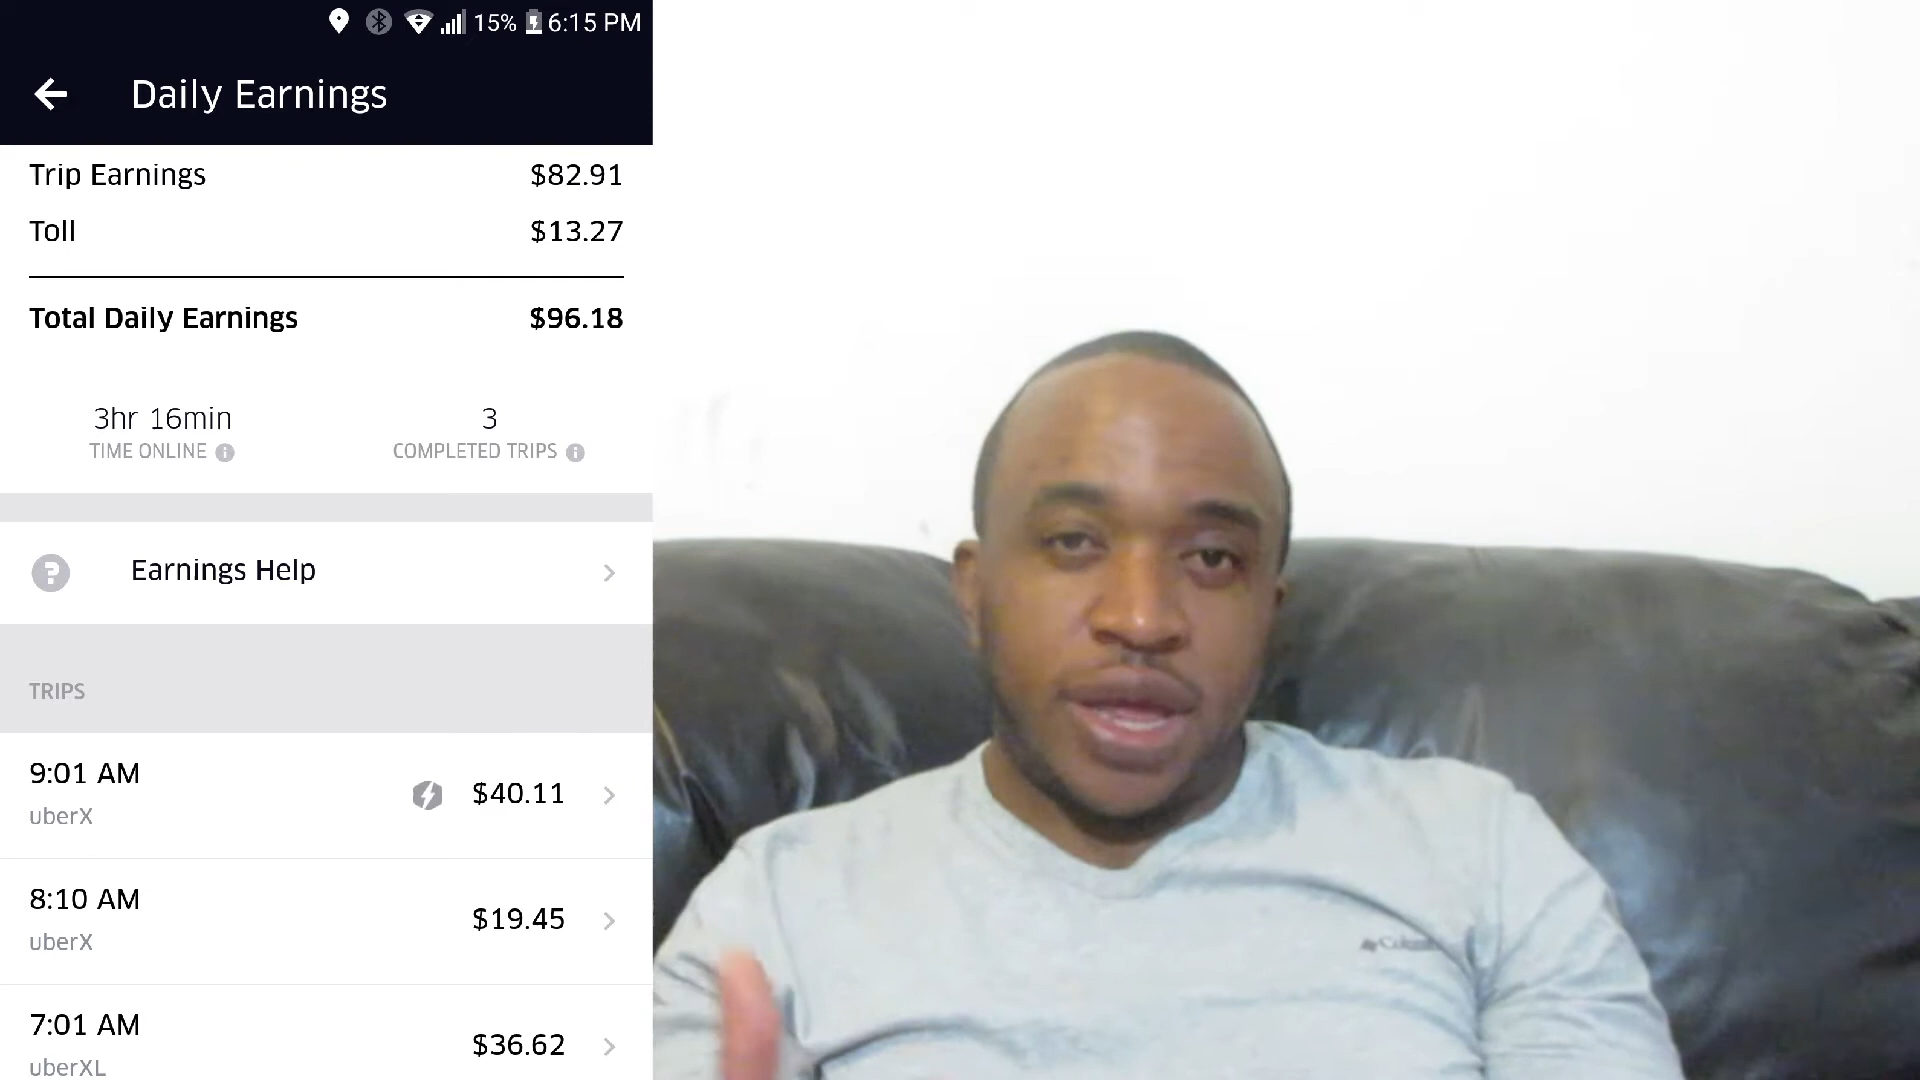 15% 6:15 PM
Daily Earnings
Trip Earnings $82.91
Toll $13.27
Total Daily Earnings $96.18
3hr 16min 3
TIME ONLINE COMPLETED TRIPS
Earnings Help
TRIPS
9:01 AM
$40.11
uberX
8:10 AM
$19.45
uberX
7:01 AM
$36.62
uberXL